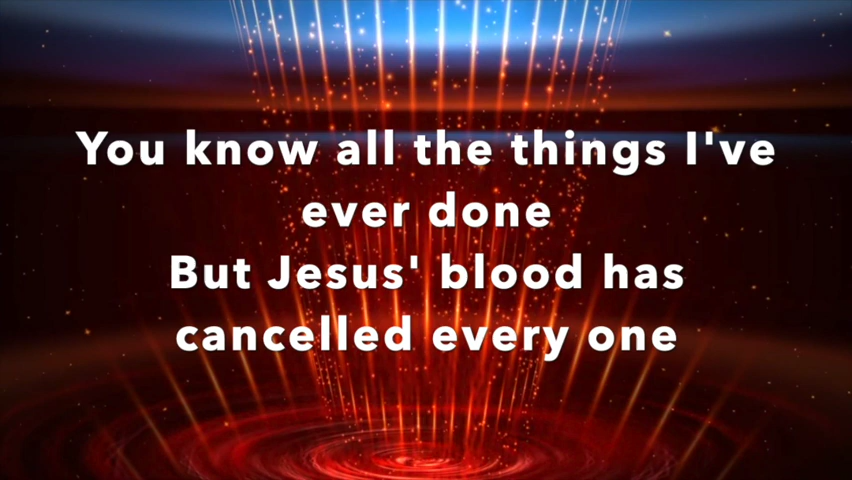 You know all the things I've
ever done
But Jesus' blood has
cancelled every one